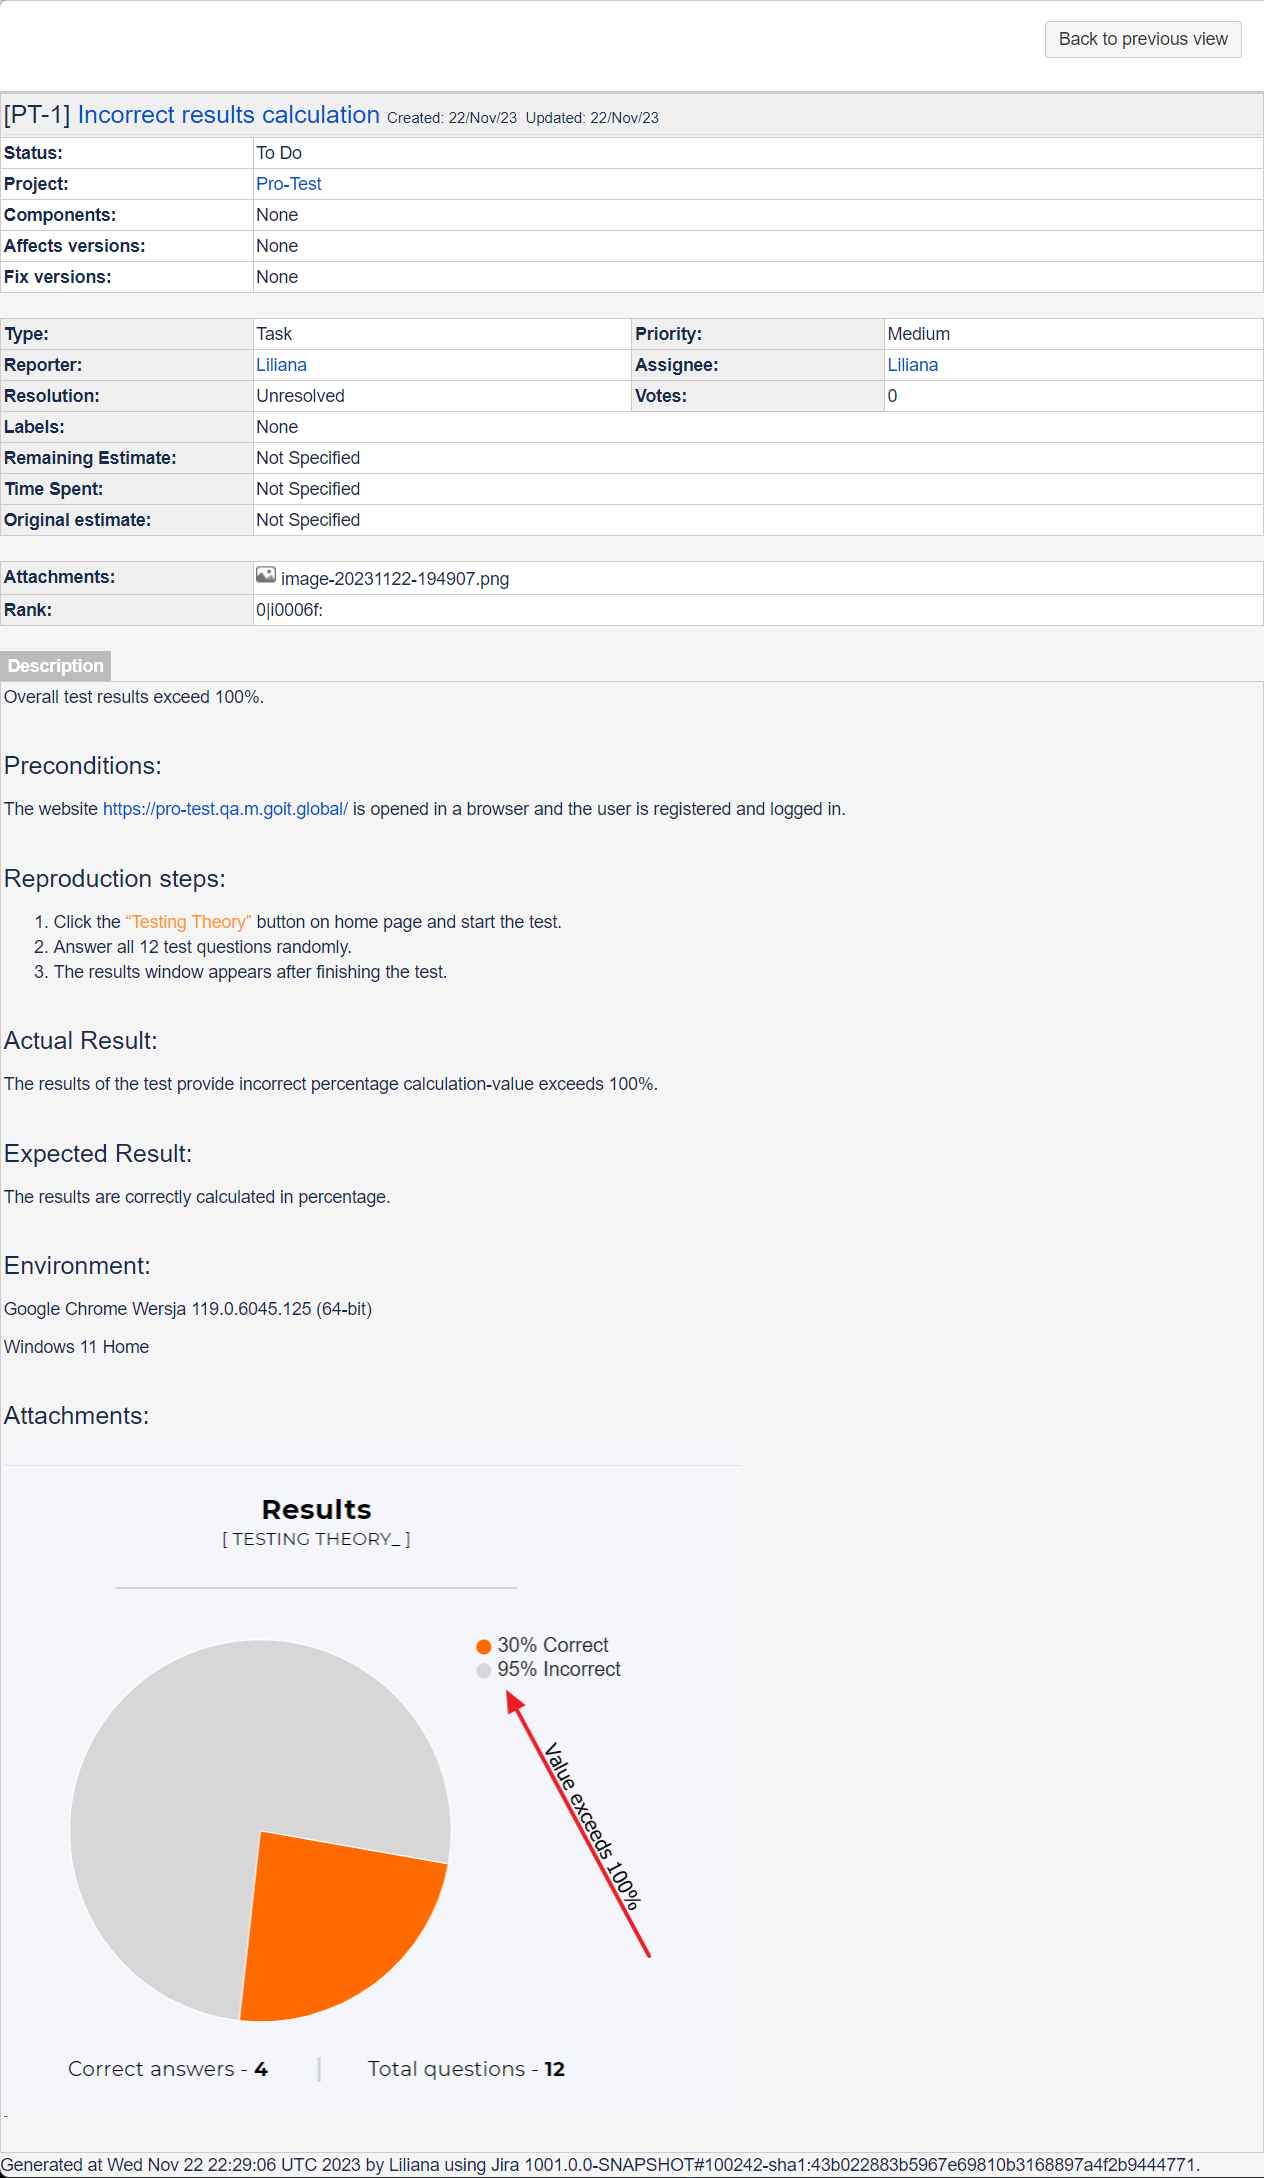 Back to previous view
[PT-1] Incorrect results calculation Created: 22/Nov/23 Updated: 22/Nov/23
Status: To Do
Project: Pro-Test
Components: None
Affects versions: None
Fix versions: None
Type: Task Priority: Medium
Reporter: Liliana Assignee: Liliana
Resolution: Unresolved Votes: 0
Labels: None
Remaining Estimate: Not Specified
Time Spent: Not Specified
Original estimate: Not Specified
Attachments: image-20231122-194907.png
Rank: 0|i0006f:
Description
Overall test results exceed 100%.
Preconditions:
The website https://pro-test.qa.m.goit.global/ is opened in a browser and the user is registered and logged in.
Reproduction steps:
1. Click the “Testing Theory” button on home page and start the test.
2. Answer all 12 test questions randomly.
3. The results window appears after finishing the test.
Actual Result:
The results of the test provide incorrect percentage calculation-value exceeds 100%.
Expected Result:
The results are correctly calculated in percentage.
Environment:
Google Chrome Wersja 119.0.6045.125 (64-bit)
Windows 11 Home
Attachments:
Results
[ TESTING THEORY_ ]
30% Correct
95% Incorrect
Value exceeds 100%
Correct answers - 4 | Total questions - 12
Generated at Wed Nov 22 22:29:06 UTC 2023 by Liliana using Jira 1001.0.0-SNAPSHOT#100242-sha1:43b022883b5967e69810b3168897a4f2b9444771.